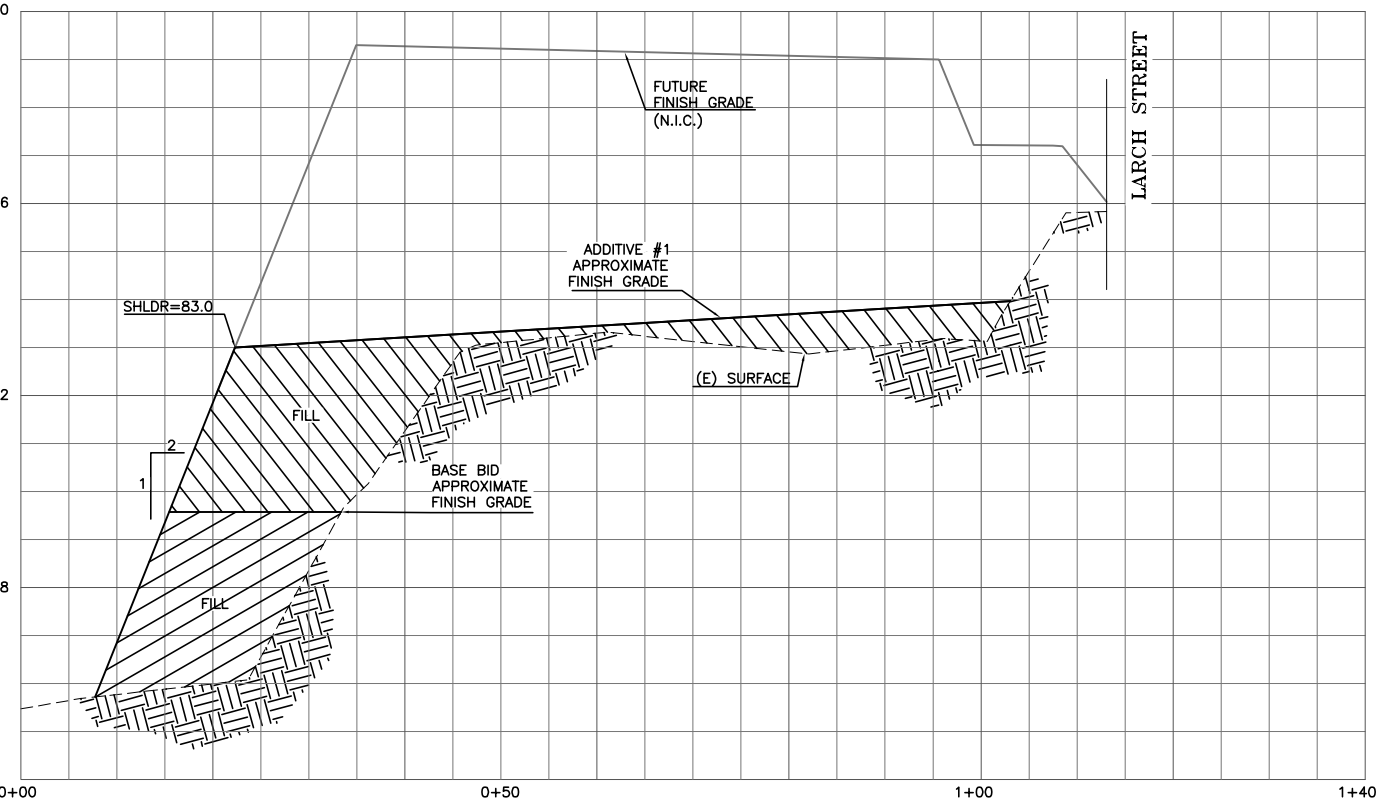 0
LARCH STREET
FUTURE
FINISH GRADE
(N.I.C.)
6
ADDITIVE #1
APPROXIMATE
FINISH GRADE
SHLDR=83.0
(E) SURFACE
2
FILL
2
1
BASE BID
APPROXIMATE
FINISH GRADE
8
FILL
0+00
0+50
1+00
1+40